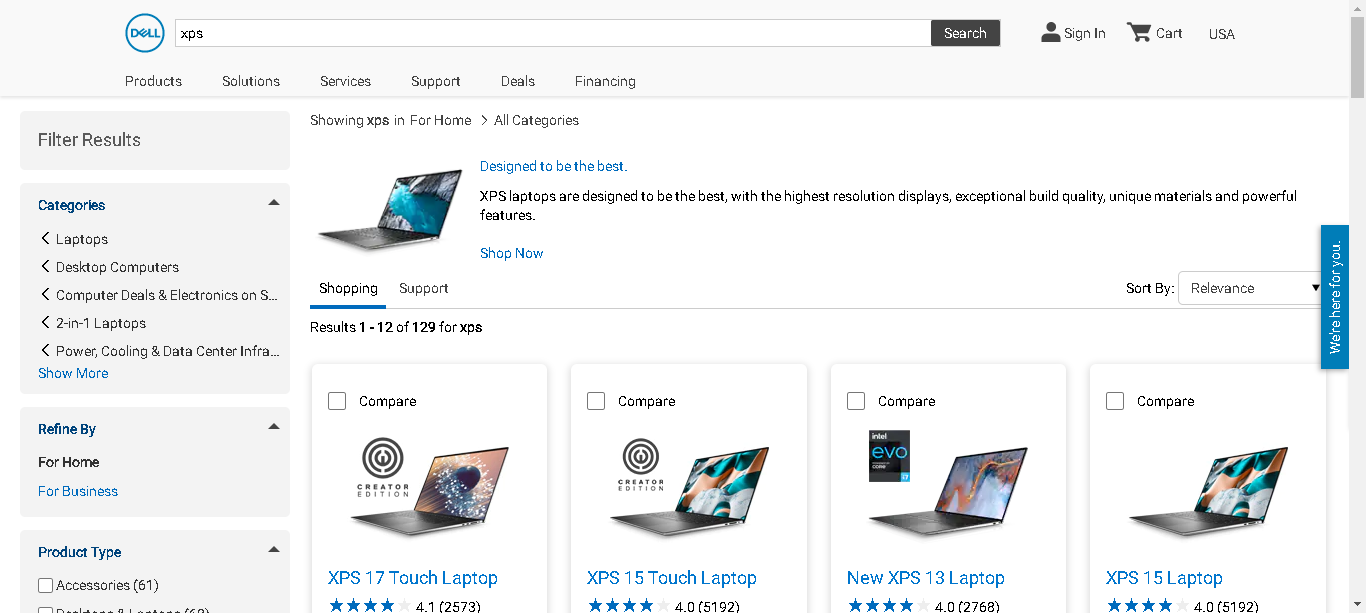 DELL
xps
Search
Sign In
Cart
USA
Products
Solutions
Services
Support
Deals
Financing
Filter Results
Categories
Laptops
Desktop Computers
Computer Deals & Electronics on S...
2-in-1 Laptops
Power, Cooling & Data Center Infra...
Show More
Refine By
For Home
For Business
Product Type
Accessories (61)
Showing xps in For Home > All Categories
Designed to be the best.
XPS laptops are designed to be the best, with the highest resolution displays, exceptional build quality, unique materials and powerful
features.
Shop Now
Shopping
Support
Sort By:
Relevance
We're here for you.
Results 1 - 12 of 129 for xps
Compare
CREATOR
EDITION
XPS 17 Touch Laptop
4.1 (2573)
Compare
CREATOR
EDITION
XPS 15 Touch Laptop
4.0 (5192)
Compare
intel
evo
core
i7
New XPS 13 Laptop
4.0 (2768)
Compare
XPS 15 Laptop
4.0 (5192)